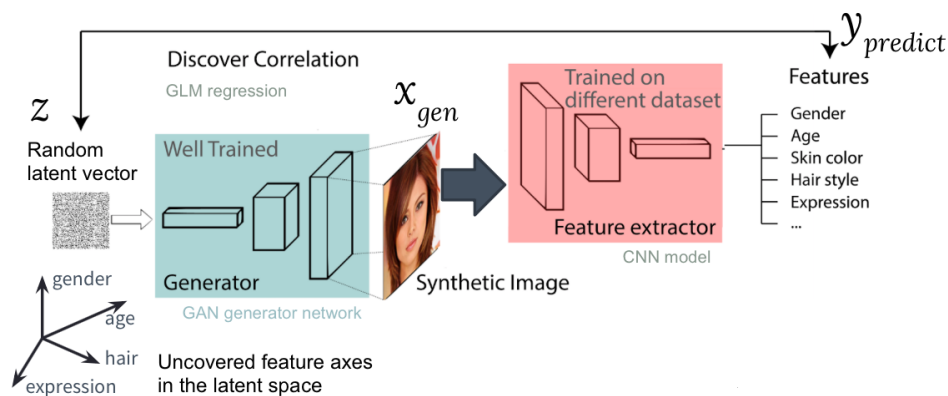 y predict
Discover Correlation
GLM regression
Features
z
x gen
Trained on
different dataset
Random
latent vector
Well Trained
Gender
Age
Skin color
Hair style
Expression
...
Generator
Synthetic Image
Feature extractor
CNN model
GAN generator network
gender
age
hair
expression
Uncovered feature axes
in the latent space